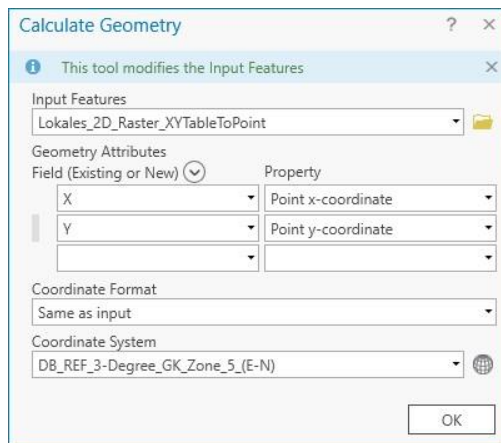 Calculate Geometry ? ×
This tool modifies the Input Features ×
Input Features
Lokales_2D_Raster_XYTableToPoint
Geometry Attributes
Field (Existing or New) Property
X Point x-coordinate
Y Point y-coordinate
Coordinate Format
Same as input
Coordinate System
DB_REF_3-Degree_GK_Zone_5_(E-N)
OK